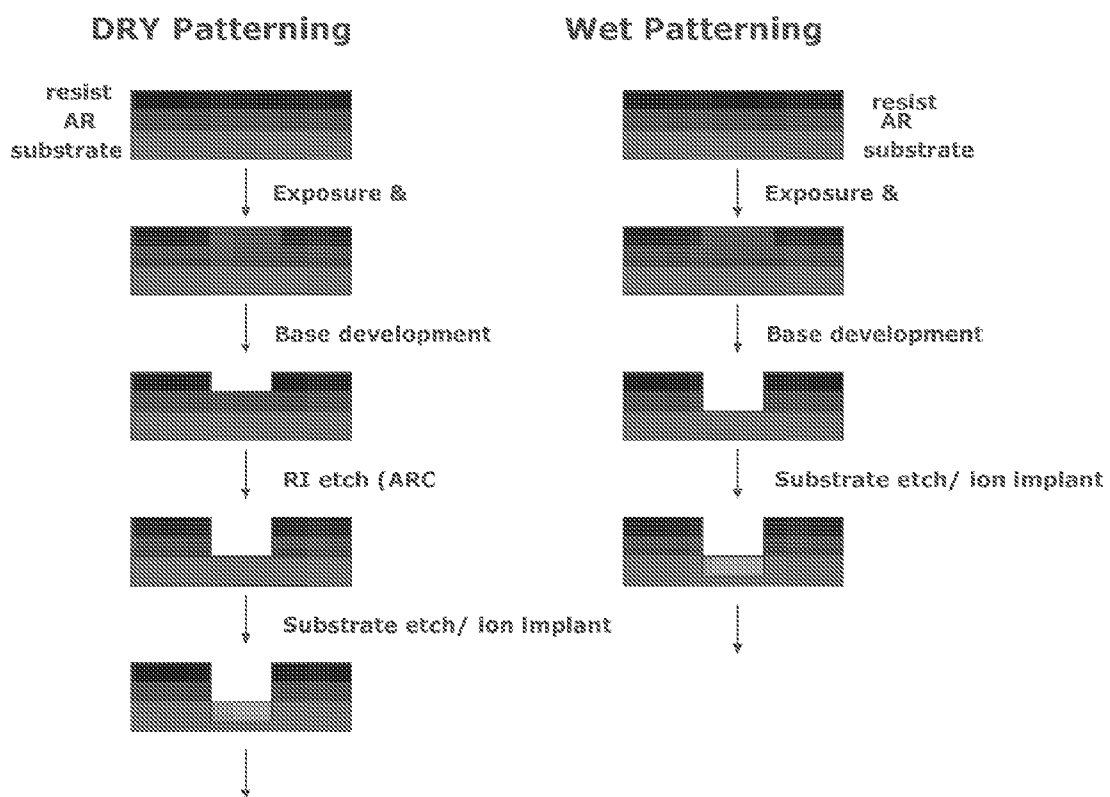 DRY Patterning
resist
AR
substrate
Exposure &
Base development
RI etch (ARC
Substrate etch/ ion implant
Wet Patterning
resist
AR
substrate
Exposure &
Base development
Substrate etch/ ion implant